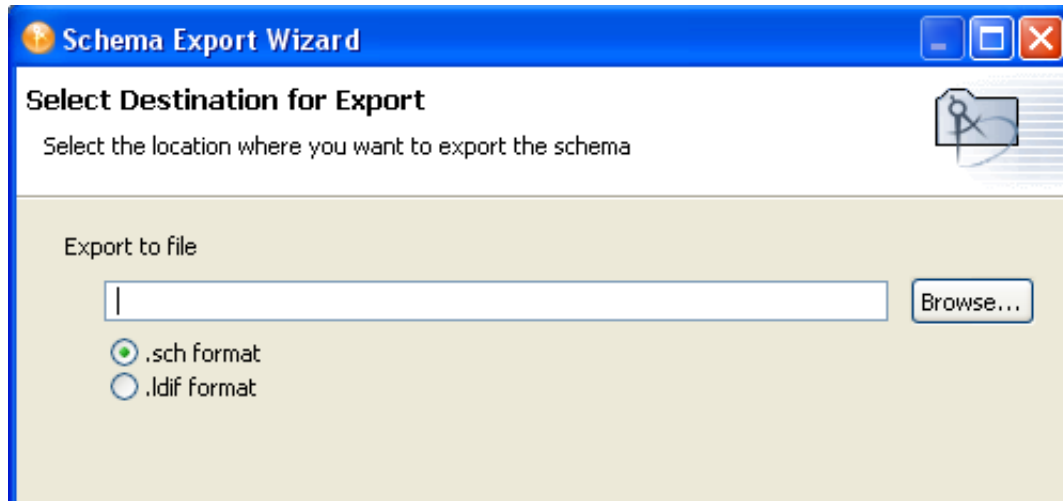 Schema Export Wizard
Select Destination for Export
Select the location where you want to export the schema
Export to file
Browse...
.sch format
.ldif format